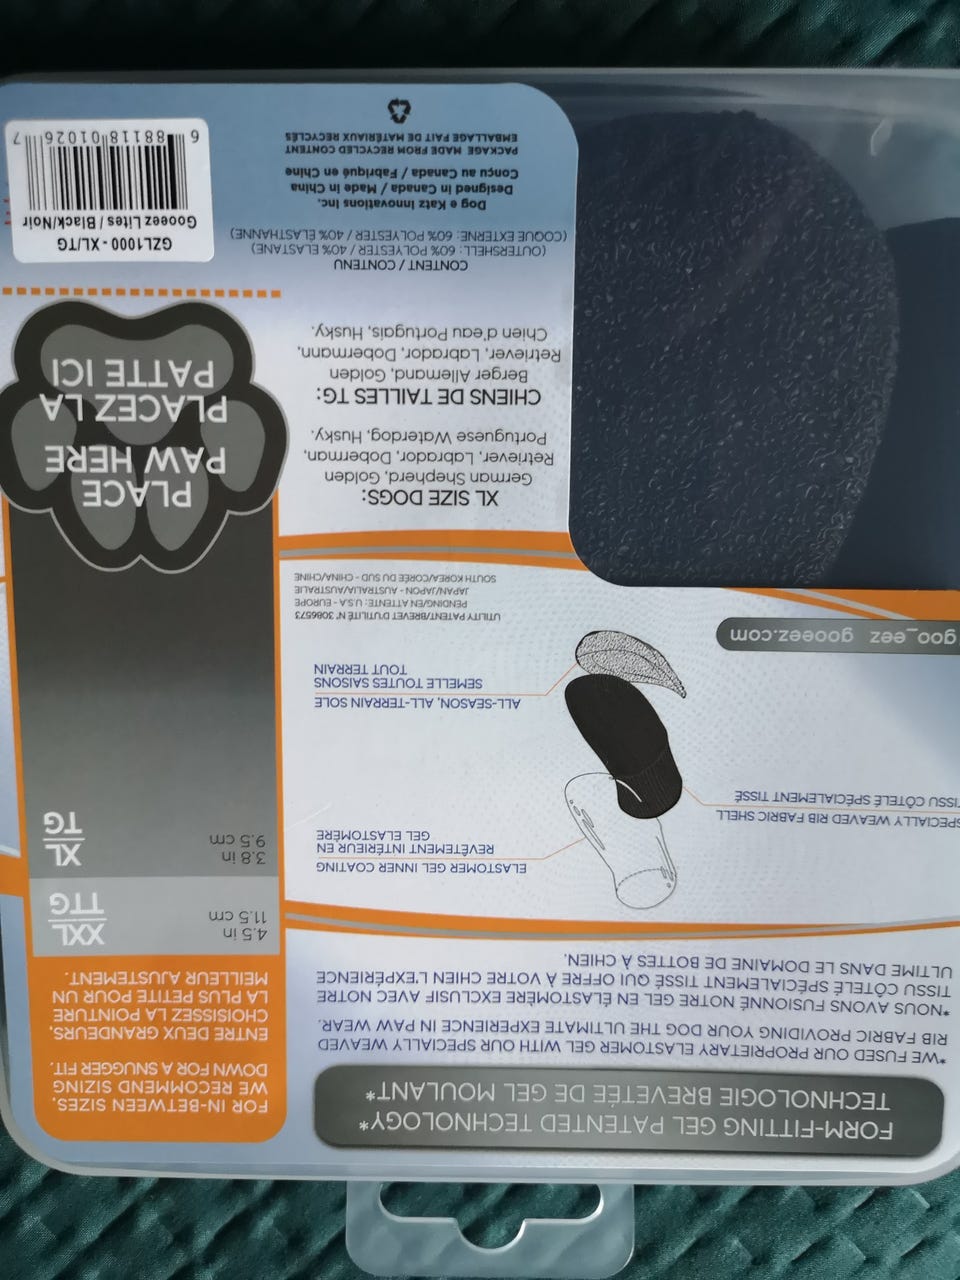 FORM-FITTING GEL PATENTED TECHNOLOGY*
TECHNOLOGIE BREVETÉE DE GEL MOULANT*
*WE FUSED OUR PROPRIETARY ELASTOMER GEL WITH OUR SPECIALLY WEAVED
RIB FABRIC PROVIDING YOUR DOG THE ULTIMATE EXPERIENCE IN PAW WEAR.
*NOUS AVONS FUSIONNÉ NOTRE GEL EN ÉLASTOMÈRE EXCLUSIF AVEC NOTRE
TISSU CÔTELÉ SPÉCIALEMENT TISSÉ QUI OFFRE À VOTRE CHIEN L'EXPÉRIENCE
ULTIME DANS LE DOMAINE DE BOTTES À CHIEN.
FOR IN-BETWEEN SIZES,
WE RECOMMEND SIZING
DOWN FOR A SNUGGER FIT.
ENTRE DEUX GRANDEURS,
CHOISISSEZ LA POINTURE
LA PLUS PETITE POUR UN
MEILLEUR AJUSTEMENT.
4.5 in
11.5 cm
XXL
TTG
3.8 in
9.5 cm
XL
TG
ELASTOMER GEL INNER COATING
REVÊTEMENT INTÉRIEUR EN
GEL ELASTOMÈRE
SPECIALLY WEAVED RIB FABRIC SHELL
TISSU CÔTELÉ SPÉCIALEMENT TISSÉ
ALL-SEASON, ALL-TERRAIN SOLE
SEMELLE TOUTES SAISONS
TOUT TERRAIN
goo_eez gooeez.com
UTILITY PATENT/BREVET D'UTILITÉ N° 3086573
PENDING/EN ATTENTE: U.S.A - EUROPE
JAPAN/JAPON - AUSTRALIA/AUSTRALIE
SOUTH KOREA/CORÉE DU SUD - CHINA/CHINE
PLACE
PAW HERE
PLACEZ LA
PATTE ICI
XL SIZE DOGS:
German Shepherd, Golden
Retriever, Labrador, Doberman,
Portuguese Waterdog, Husky.
CHIENS DE TAILLES TG:
Berger Allemand, Golden
Retriever, Labrador, Dobermann,
Chien d'eau Portugais, Husky.
CONTENT / CONTENU
(OUTERSHELL: 60% POLYESTER / 40% ELASTANE)
(COQUE EXTERNE: 60% POLYESTER / 40% ÉLASTHANNE)
Dog e Katz Innovations Inc.
Designed in Canada / Made in China
Conçu au Canada / Fabriqué en Chine
PACKAGE MADE FROM RECYCLED CONTENT
EMBALLAGE FAIT DE MATÉRIAUX RECYCLÉS
GZL1000 - XL/TG
Gooeez Lites / Black/Noir
6 88118 01026 7